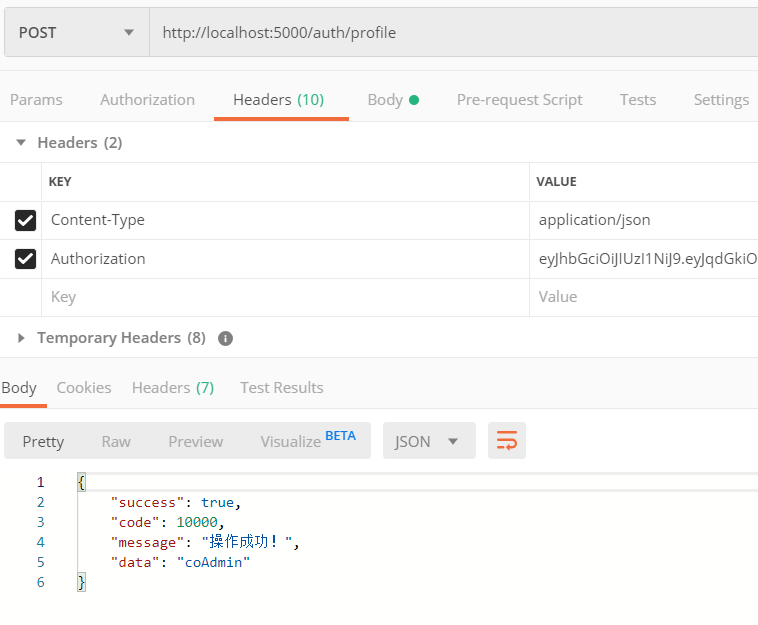 POST http://localhost:5000/auth/profile
Params Authorization Headers (10) Body Pre-request Script Tests Settings
Headers (2)
KEY VALUE
Content-Type application/json
Authorization eyJhbGciOiJIUzI1NiJ9.eyJqdGkiO
Key Value
Temporary Headers (8) i
Body Cookies Headers (7) Test Results
Pretty Raw Preview Visualize BETA JSON
1 {
2 "success": true,
3 "code": 10000,
4 "message": "操作成功！",
5 "data": "coAdmin"
6 }